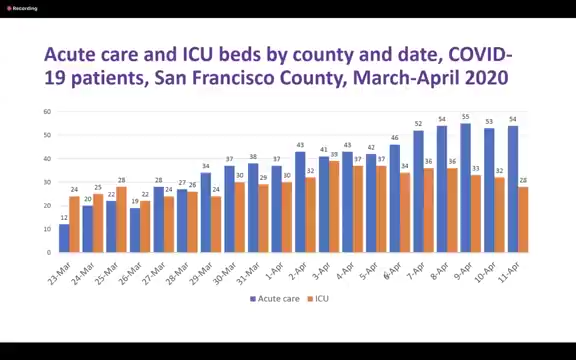 Recording
Acute care and ICU beds by county and date, COVID-
19 patients, San Francisco County, March-April 2020
60
50
40
30
20
10
0
12 24 20 25 22 28 19 22 28 24 27 26 34 24 37 30 38 29 37 30 43 32 41 39 43 37 42 37 46 34 52 36 54 36 55 33 53 32 54 28
23-Mar 24-Mar 25-Mar 26-Mar 27-Mar 28-Mar 29-Mar 30-Mar 31-Mar 1-Apr 2-Apr 3-Apr 4-Apr 5-Apr 6-Apr 7-Apr 8-Apr 9-Apr 10-Apr 11-Apr
Acute care ICU